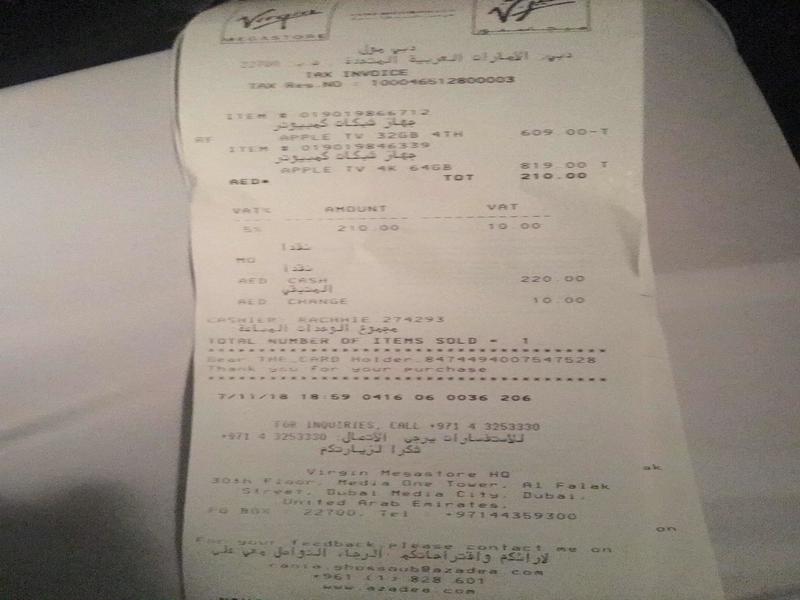 Virgin
MEGASTORE
دبي مول
دبي، الامارات العربية المتحدة . د.ب 22700
TAX INVOICE
TAX Reg.NO : 100046512800003
ITEM # 019019866712
جهاز شبكات كمبيوتر
RF APPLE TV 32GB 4TH 609.00-T
ITEM # 019019846339
جهاز شبكات كمبيوتر
APPLE TV 4K 64GB 819.00 T
AED* TOT 210.00
VAT% AMOUNT VAT
5% 210.00 10.00
نقدا
MO
نقدا
AED CASH 220.00
المتبقي
AED CHANGE 10.00
CASHIER: RACHHIE 274293
مجموع الوحدات المباعة
TOTAL NUMBER OF ITEMS SOLD = 1
Dear THE CARD Holder 8474494007547528
Thank you for your purchase
7/11/18 18:59 0416 06 0036 206
FOR INQUIRIES, CALL +971 4 3253330
للاستفسارات يرجى الاتصال: 3253330 4 971+
شكرا لزيارتكم
Virgin Megastore HQ
30th Floor, Media One Tower, Al Falak
Street, Dubai Media City, Dubai,
United Arab Emirates.
PO BOX 22700, Tel : +97144359300
For your feedback please contact me on
لارائكم واقتراحاتكم الرجاء التواصل معي على
rania.ghossoub@azadea.com
+961 (1) 828 601
www.azadea.com